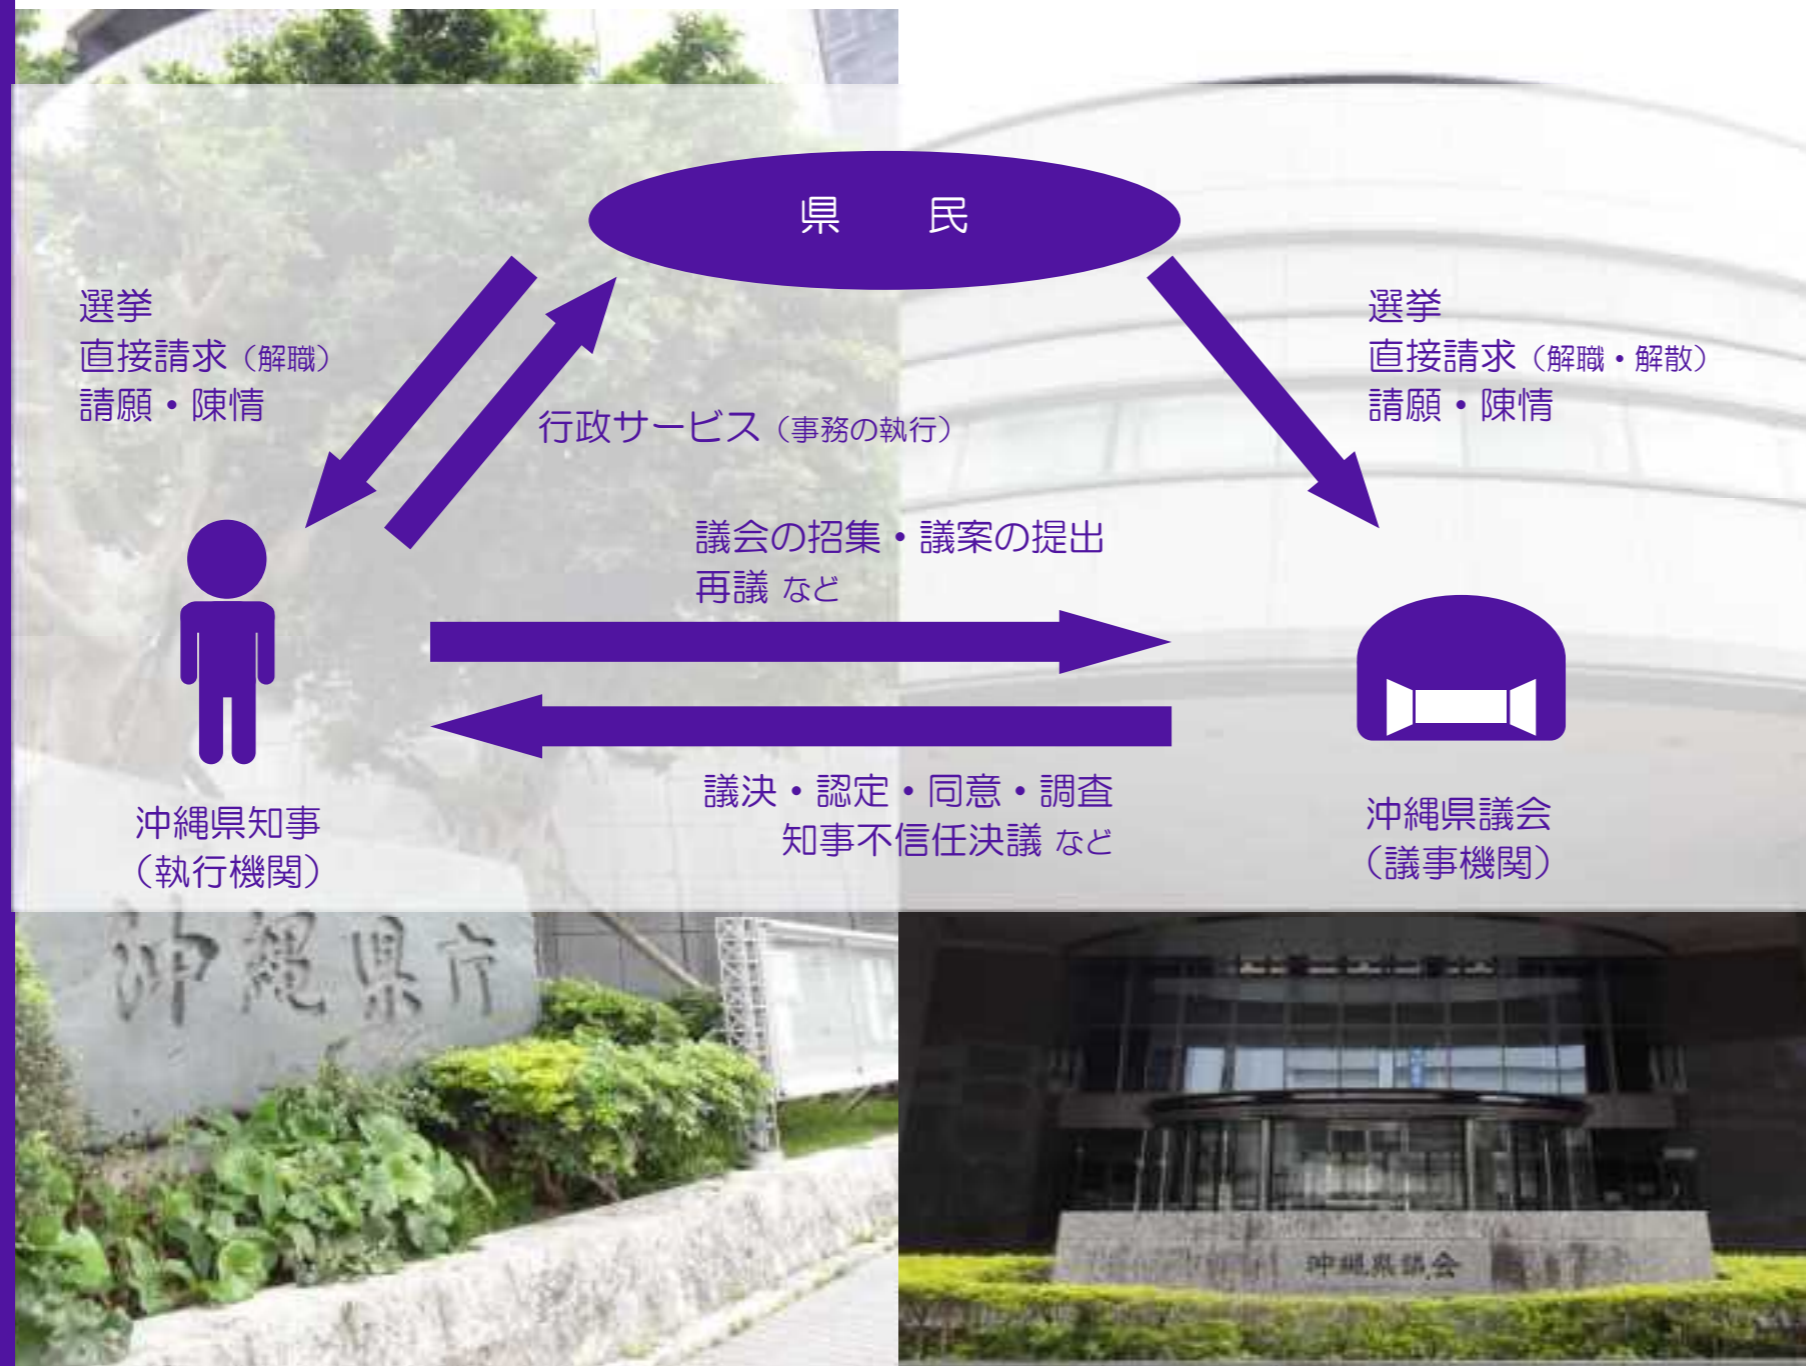 県 民
選挙
直接請求（解職）
請願・陳情
選挙
直接請求（解職・解散）
請願・陳情
行政サービス（事務の執行）
議会の招集・議案の提出
再議 など
議決・認定・同意・調査
知事不信任決議 など
沖縄県知事
（執行機関）
沖縄県議会
（議事機関）
沖縄県庁
沖縄県議会